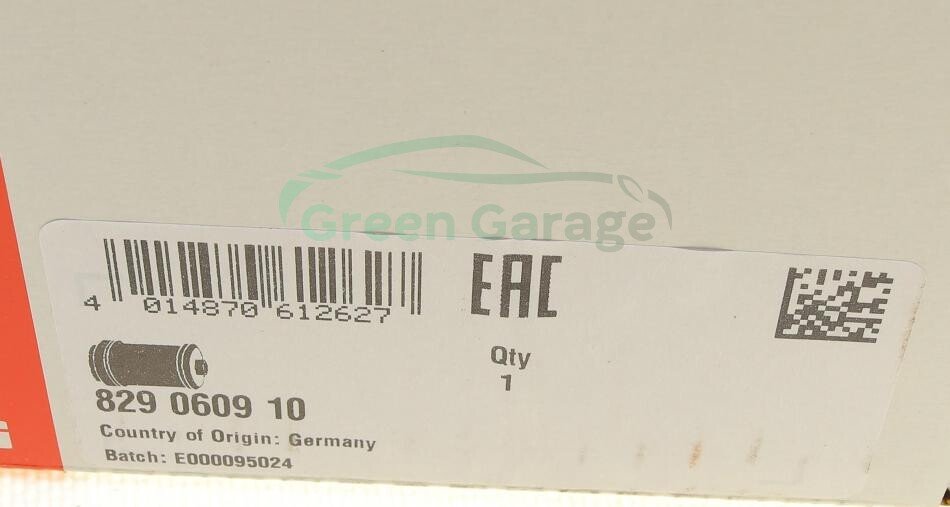 Green Garage
4 014870 612627
EAC
Qty
1
829 0609 10
Country of Origin: Germany
Batch: E000095024